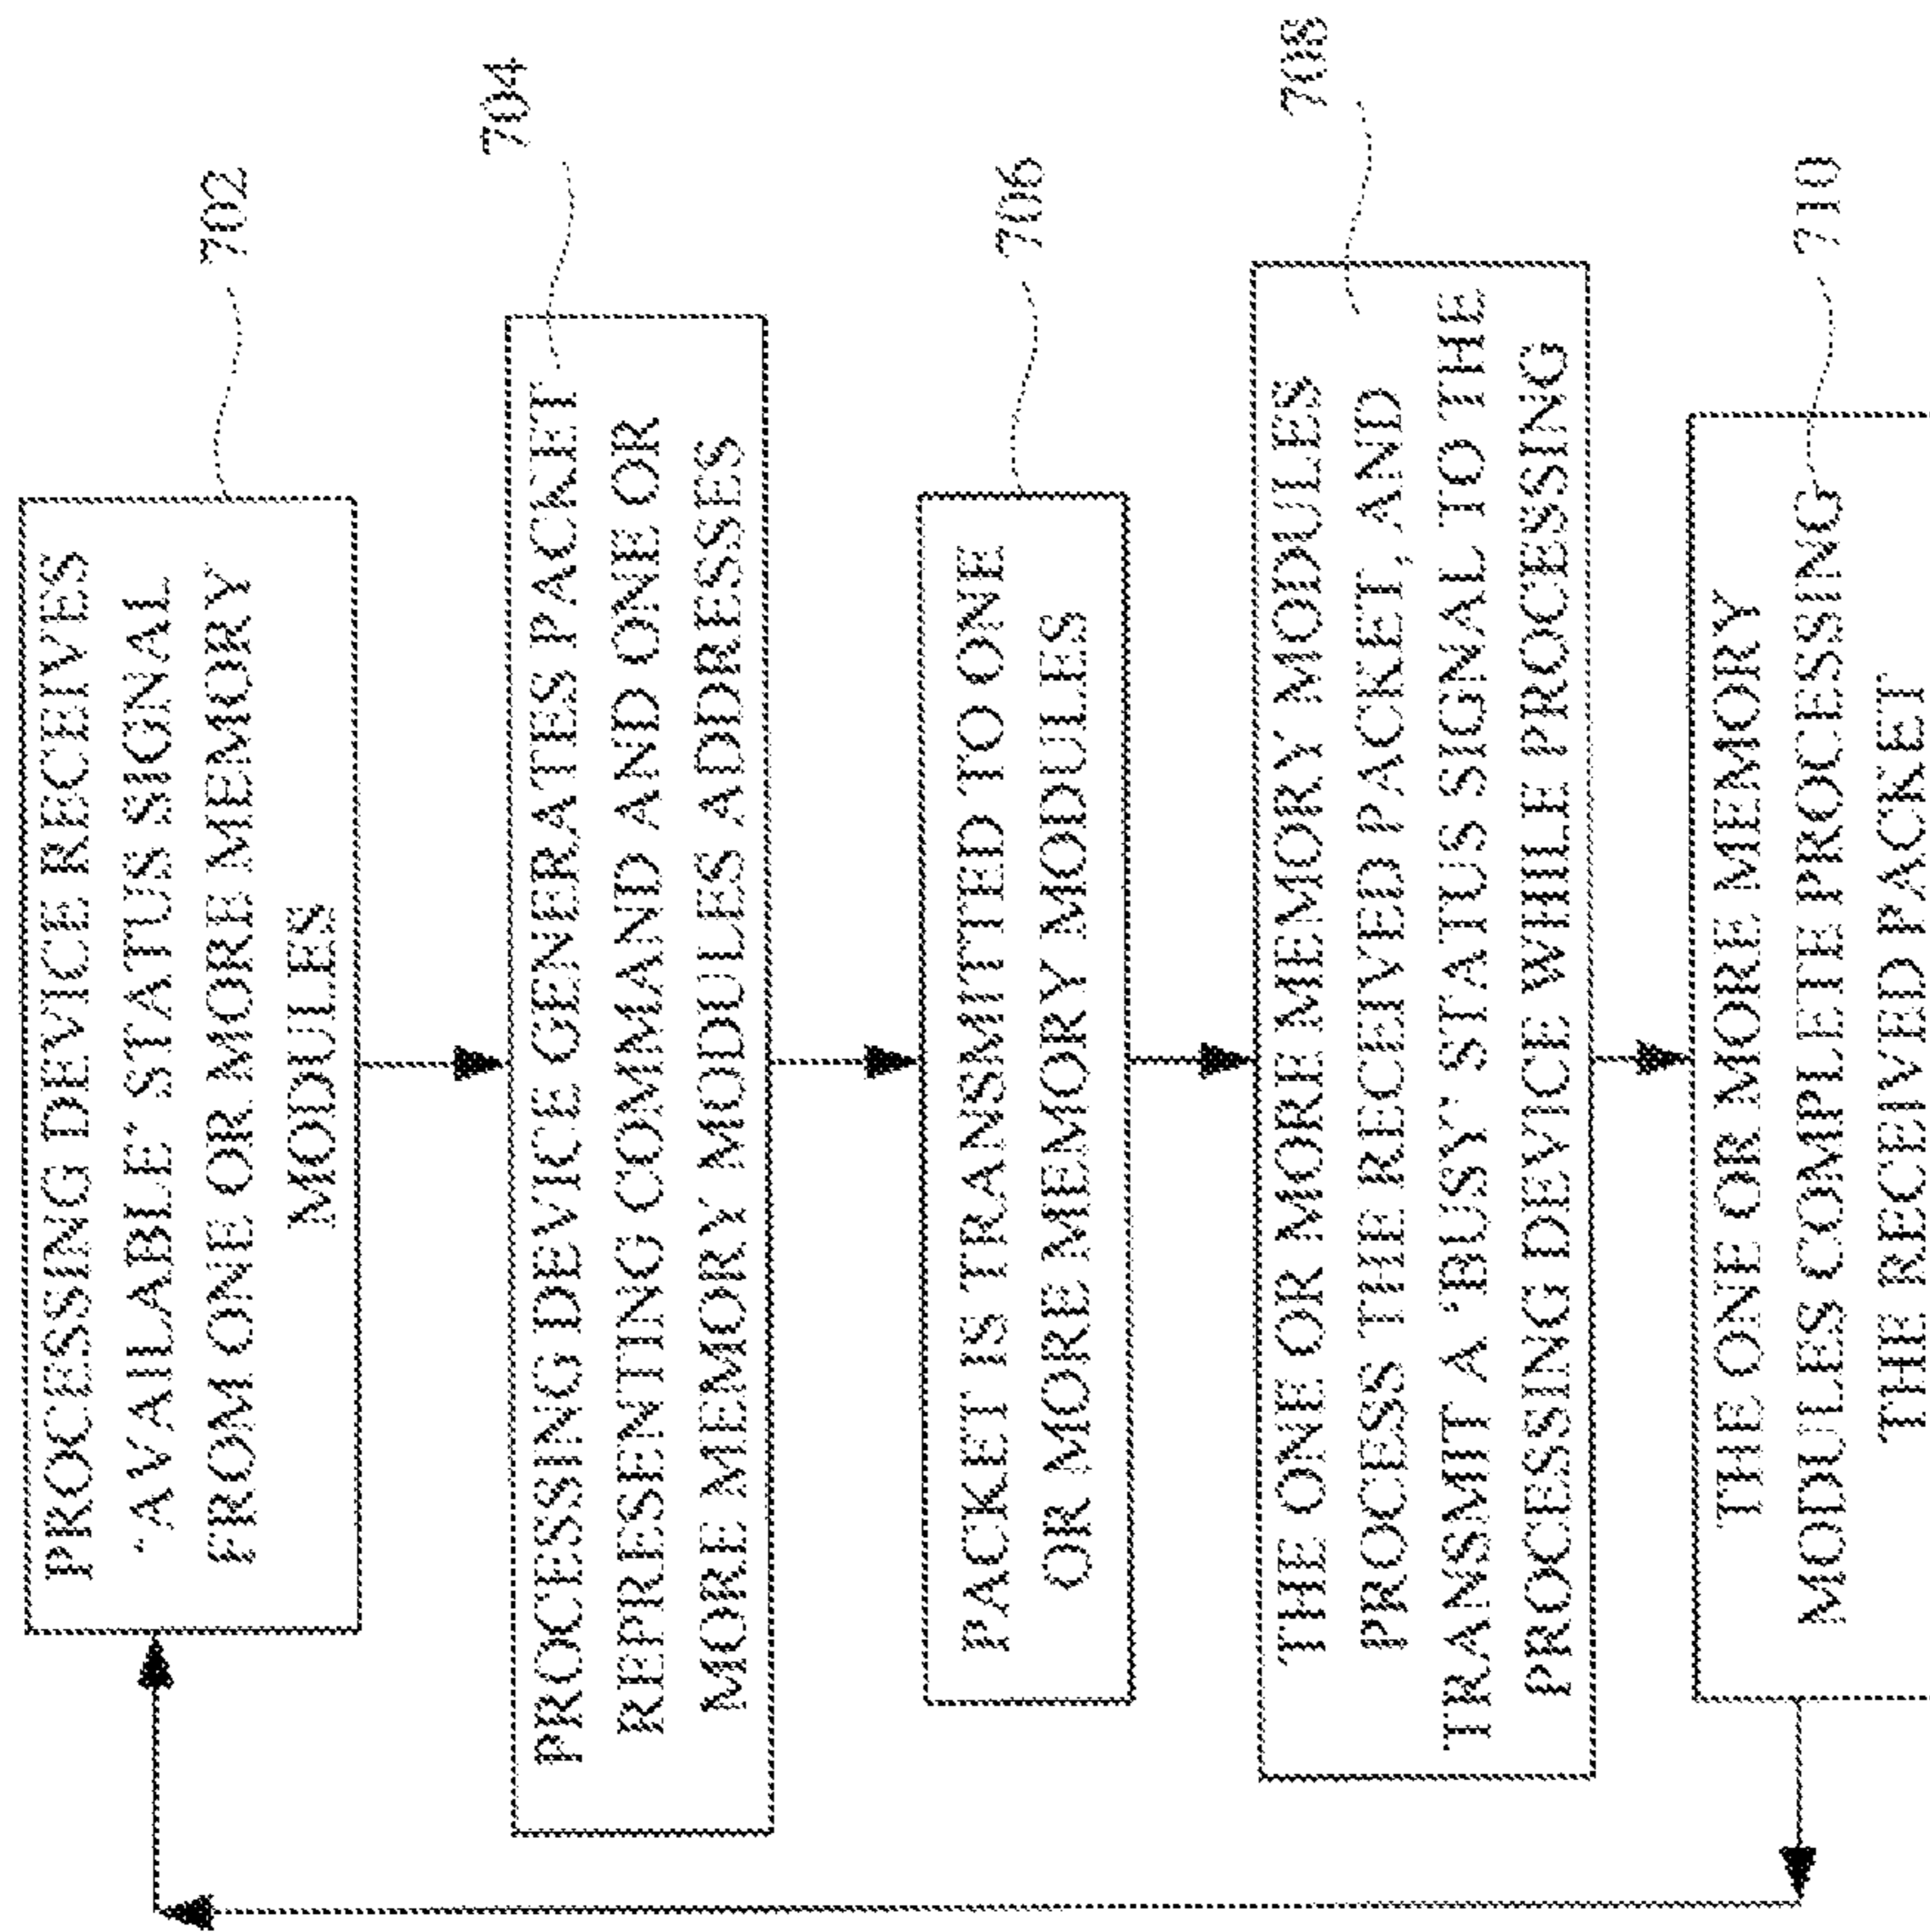 PROCESSING DEVICE RECEIVES
'AVAILABLE' STATUS SIGNAL
FROM ONE OR MORE MEMORY
MODULES
702
PROCESSING DEVICE GENERATES PACKET
REPRESENTING COMMAND AND ONE OR
MORE MEMORY MODULES ADDRESSES
704
PACKET IS TRANSMITTED TO ONE
OR MORE MEMORY MODULES
706
THE ONE OR MORE MEMORY MODULES
PROCESS THE RECEIVED PACKET, AND
TRANSMIT A 'BUSY' STATUS SIGNAL TO THE
PROCESSING DEVICE WHILE PROCESSING
708
THE ONE OR MORE MEMORY
MODULES COMPLETE PROCESSING
THE RECEIVED PACKET
710